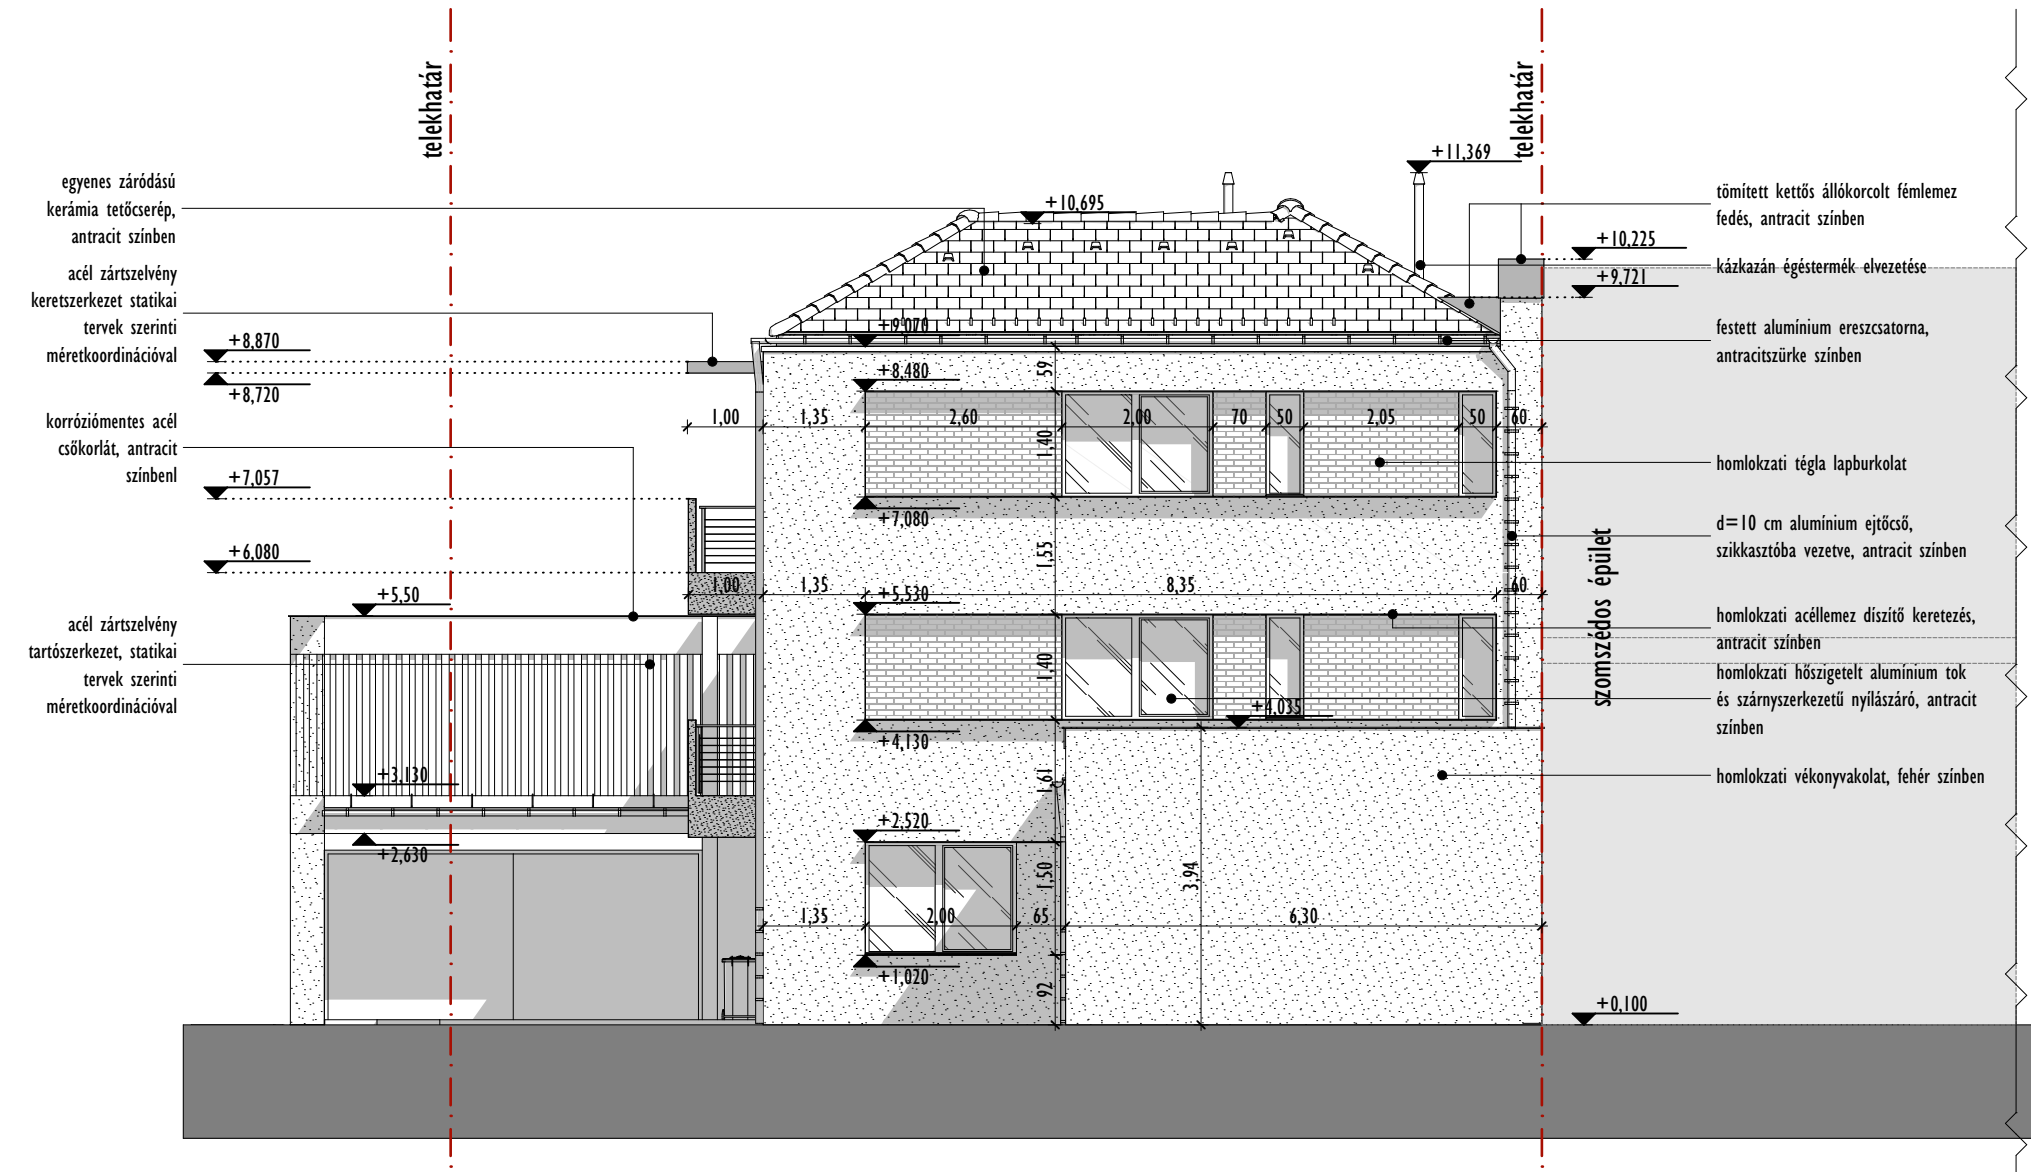 telekhatár
telekhatár
egyenes záródású
kerámia tetőcserép,
antracit színben
acél zártszelvény
keretszerkezet statikai
tervek szerinti
méretkoordinációval
+8,870
+8,720
korróziómentes acél
csőkorlát, antracit
színbenl
+7,057
+6,080
+5,50
acél zártszelvény
tartószerkezet, statikai
tervek szerinti
méretkoordinációval
+3,130
+2,630
+11,369
+10,695
+9,070
59
+8,480
1,00
1,35
2,60
2,00
70
50
2,05
50
60
1,40
+7,080
1,55
1,00
1,35
8,35
60
+5,530
1,40
+4,035
+4,130
1,61
+2,520
1,50
3,94
1,35
2,00
65
6,30
+1,020
92
tömített kettős állókorcolt fémlemez
fedés, antracit színben
+10,225
kázkazán égéstermék elvezetése
+9,721
festett alumínium ereszcsatorna,
antracitszürke színben
homlokzati tégla lapburkolat
d=10 cm alumínium ejtőcső,
szikkasztóba vezetve, antracit színben
szomszédos épület
homlokzati acéllemez díszítő keretezés,
antracit színben
homlokzati hőszigetelt alumínium tok
és szárnyszerkezetű nyílászáró, antracit
színben
homlokzati vékonyvakolat, fehér színben
+0,100